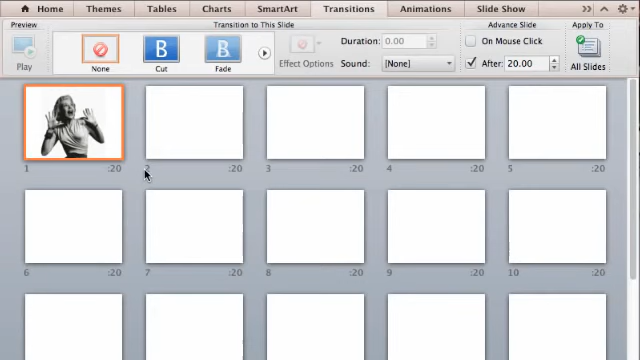 Home Themes Tables Charts SmartArt Transitions Animations Slide Show
Preview Transition to This Slide Advance Slide Apply To
Play
B
B
None Cut Fade
Effect Options
Duration: 0.00
Sound: [None]
On Mouse Click
After: 20.00
All Slides
1 :20 2 :20 3 :20 4 :20 5 :20
6 :20 7 :20 8 :20 9 :20 10 :20